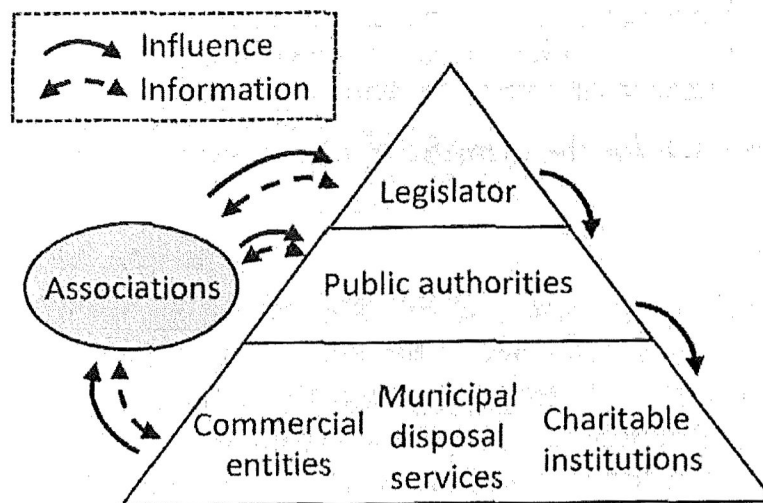 Influence
Information
Legislator
Associations
Public authorities
Commercial
entities
Municipal
disposal
services
Charitable
institutions